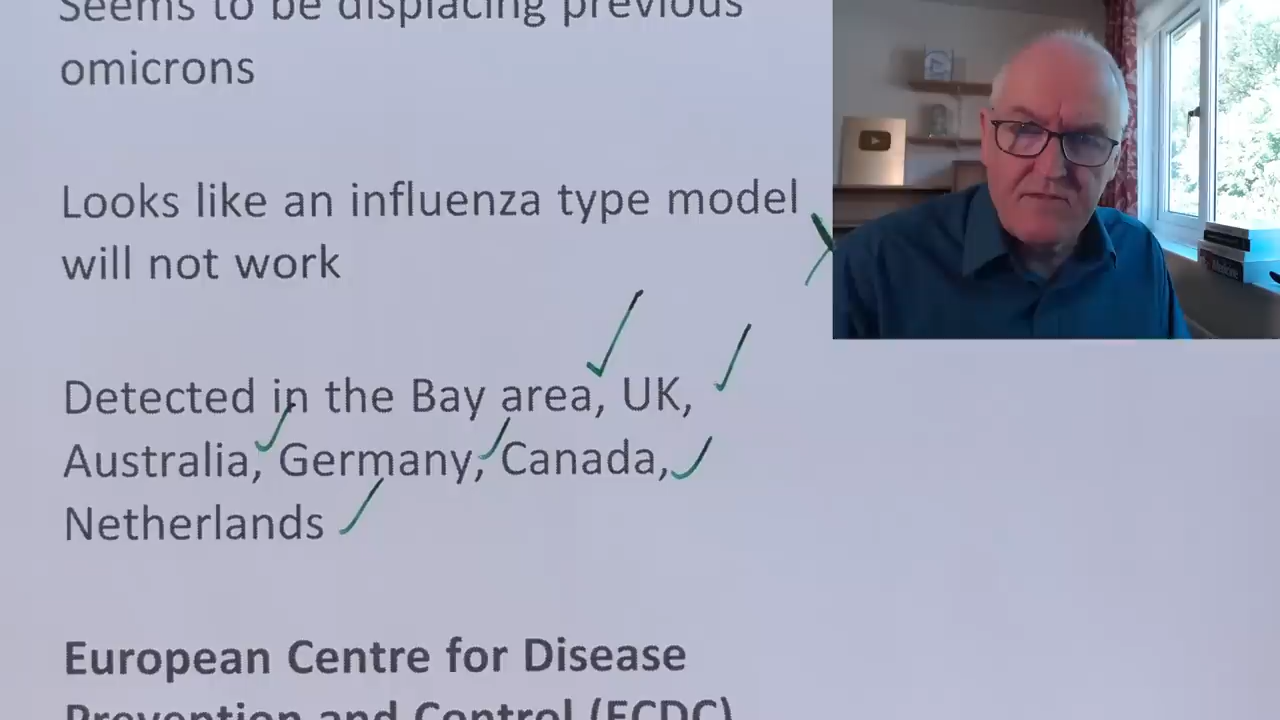 Seems to be displacing previous
omicrons
Looks like an influenza type model
will not work
Detected in the Bay area, UK,
Australia, Germany, Canada,
Netherlands
European Centre for Disease
Prevention and Control (ECDC)